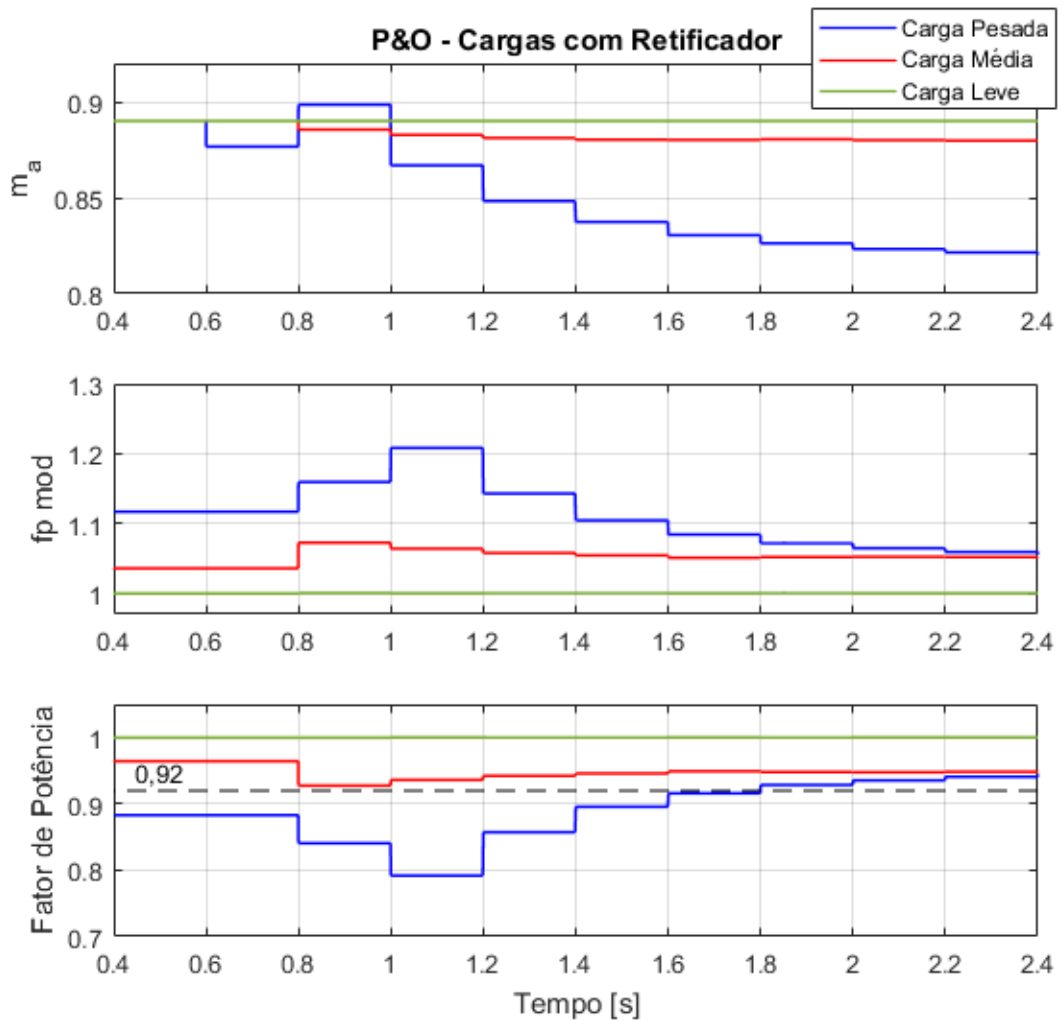 P&O - Cargas com Retificador
Carga Pesada
Carga Média
Carga Leve
m_a
0.9
0.85
0.8
0.4 0.6 0.8 1 1.2 1.4 1.6 1.8 2 2.2 2.4
fp mod
1.3
1.2
1.1
1
0.4 0.6 0.8 1 1.2 1.4 1.6 1.8 2 2.2 2.4
Fator de Potência
1
0,92
0.9
0.8
0.7
0.4 0.6 0.8 1 1.2 1.4 1.6 1.8 2 2.2 2.4
Tempo [s]